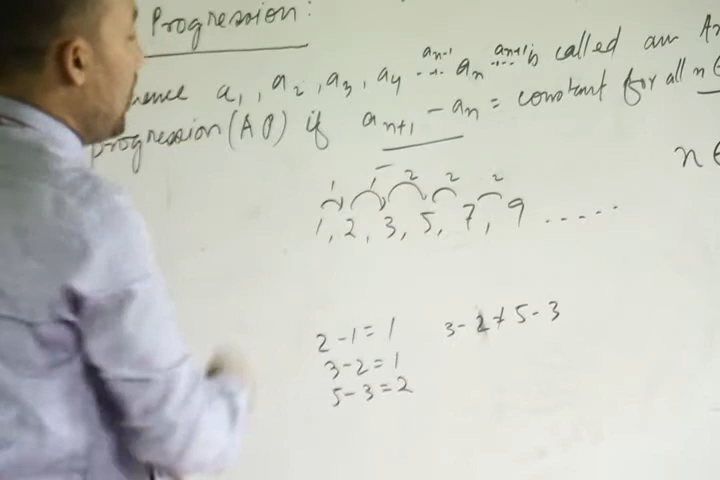 Progression:
a₁, a₂, a₃, a₄ ---- aₙ₋₁ aₙ aₙ₊₁ ---- is called an
progression (AP) if aₙ₊₁ - aₙ = constant for all n ∈
n ∈
1 1 2 2 2
1, 2, 3, 5, 7, 9 .....
2 - 1 = 1 3 - 2 ≠ 5 - 3
3 - 2 = 1
5 - 3 = 2